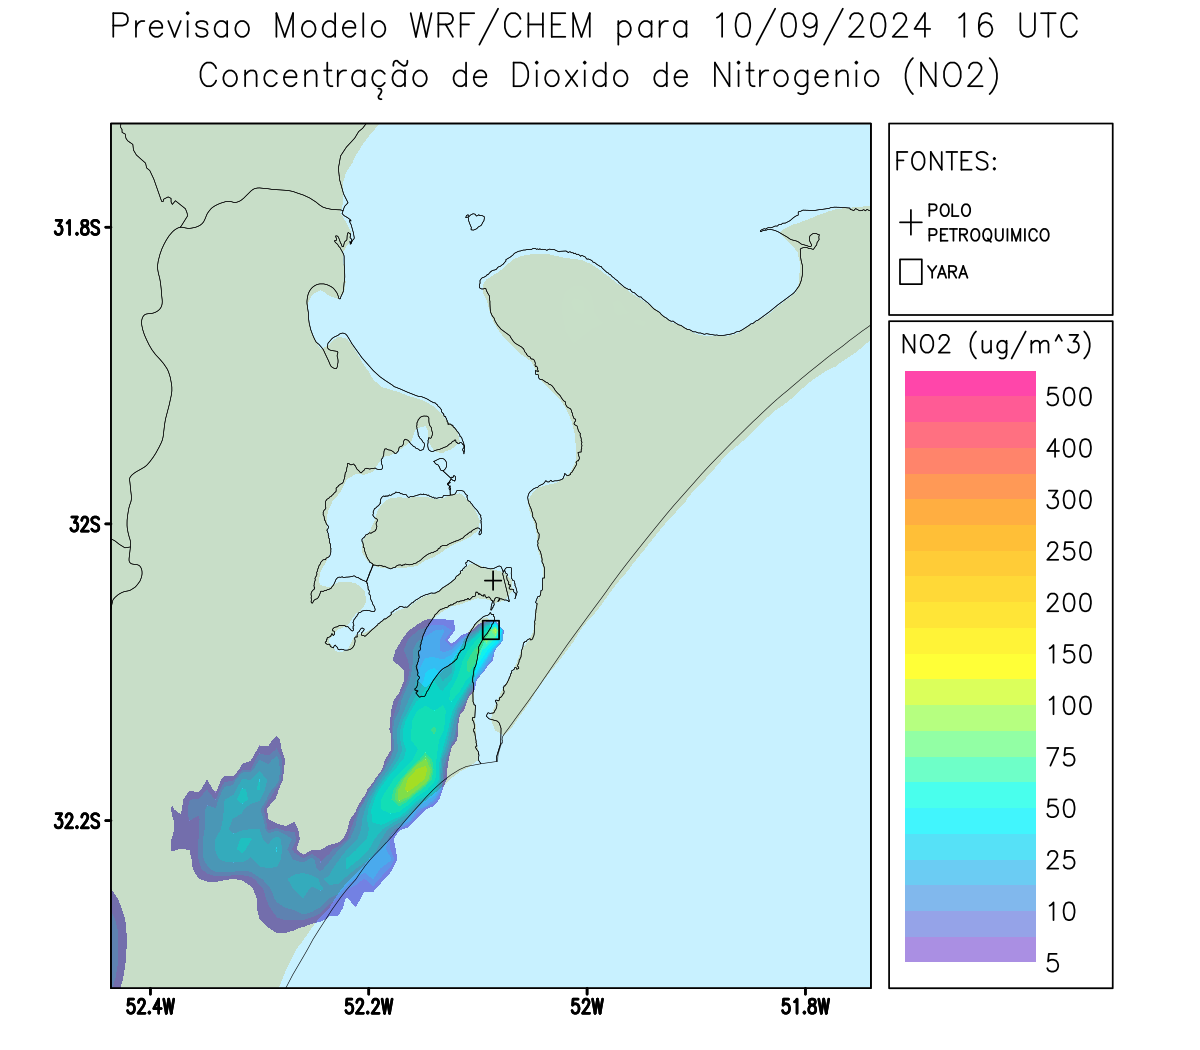 Previsao Modelo WRF/CHEM para 10/09/2024 16 UTC
Concentração de Dioxido de Nitrogenio (NO2)
FONTES:
POLO
PETROQUIMICO
YARA
NO2 (ug/m^3)
500
400
300
250
200
150
100
75
50
25
10
5
31.8S
32S
32.2S
52.4W
52.2W
52W
51.8W